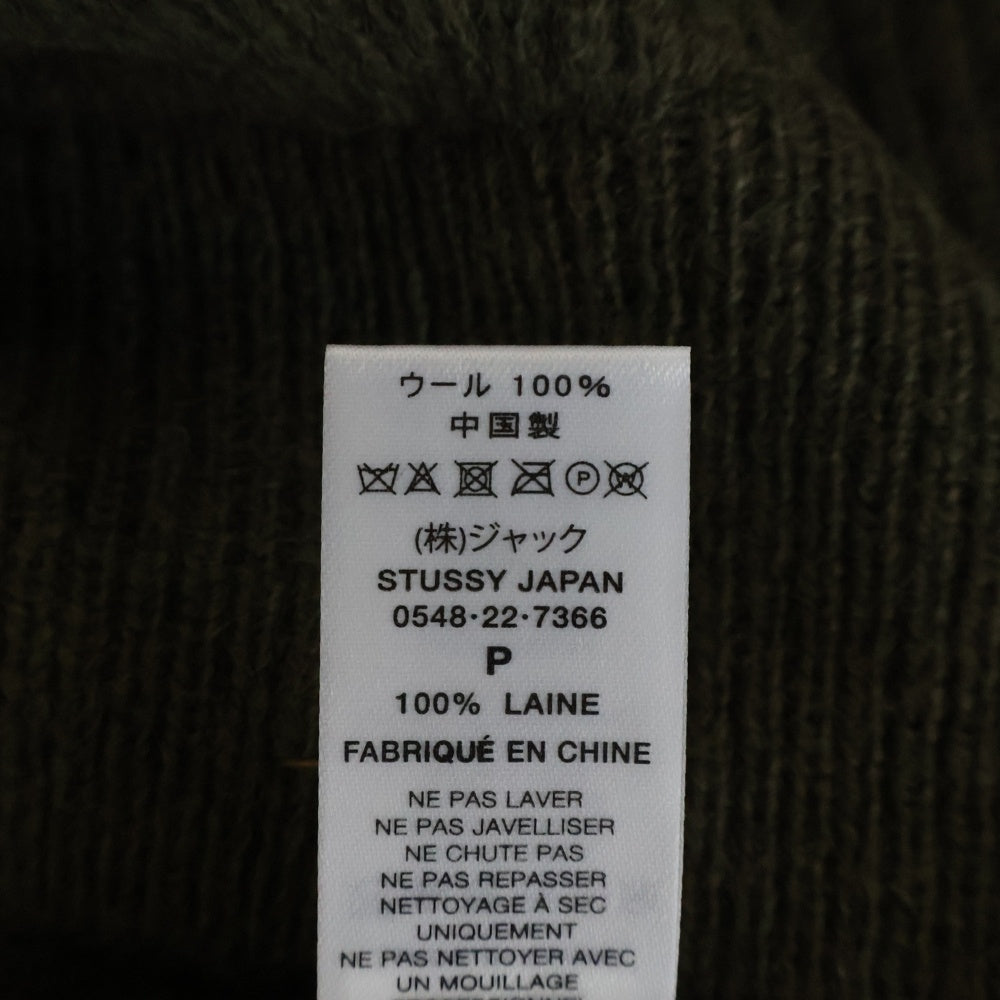 ウール 100%
中国製
P W
(株)ジャック
STUSSY JAPAN
0548·22·7366
P
100% LAINE
FABRIQUÉ EN CHINE
NE PAS LAVER
NE PAS JAVELLISER
NE CHUTE PAS
NE PAS REPASSER
NETTOYAGE À SEC
UNIQUEMENT
NE PAS NETTOYER AVEC
UN MOUILLAGE